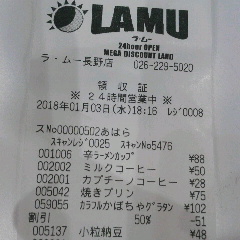 LAMU
ラ・ムー
24hour OPEN
MEGA DISCOUNT LAND
ラ・ムー長野店 026-229-5020
領収証
※24時間営業中※
2018年01月03日(水)18:16 レジ0008
スNo00000502あはら
スキャンレジ0025 スキャンNo5476
001006 辛ラーメンカップ ¥88
002002 ミルクコーヒー ¥50
002001 カプチーノコーヒー ¥28
005042 焼きプリン ¥75
059055 カラフルかぼちゃグラタン ¥102
割引 50% -51
005137 小粒納豆 ¥48